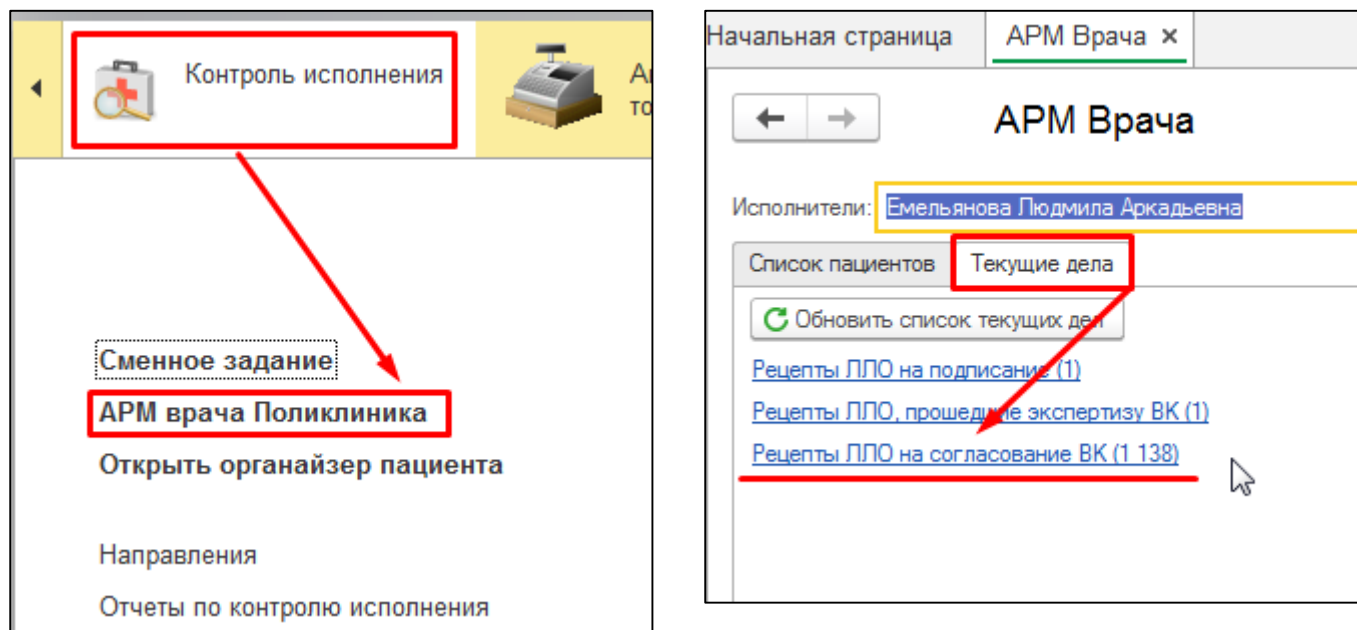 Контроль исполнения
Сменное задание
АРМ врача Поликлиника
Открыть органайзер пациента
Направления
Отчеты по контролю исполнения
Начальная страница
АРМ Врача ×
АРМ Врача
Исполнители: Емельянова Людмила Аркадьевна
Список пациентов Текущие дела
Обновить список текущих дел
Рецепты ЛЛО на подписание (1)
Рецепты ЛЛО, прошедшие экспертизу ВК (1)
Рецепты ЛЛО на согласование ВК (1 138)